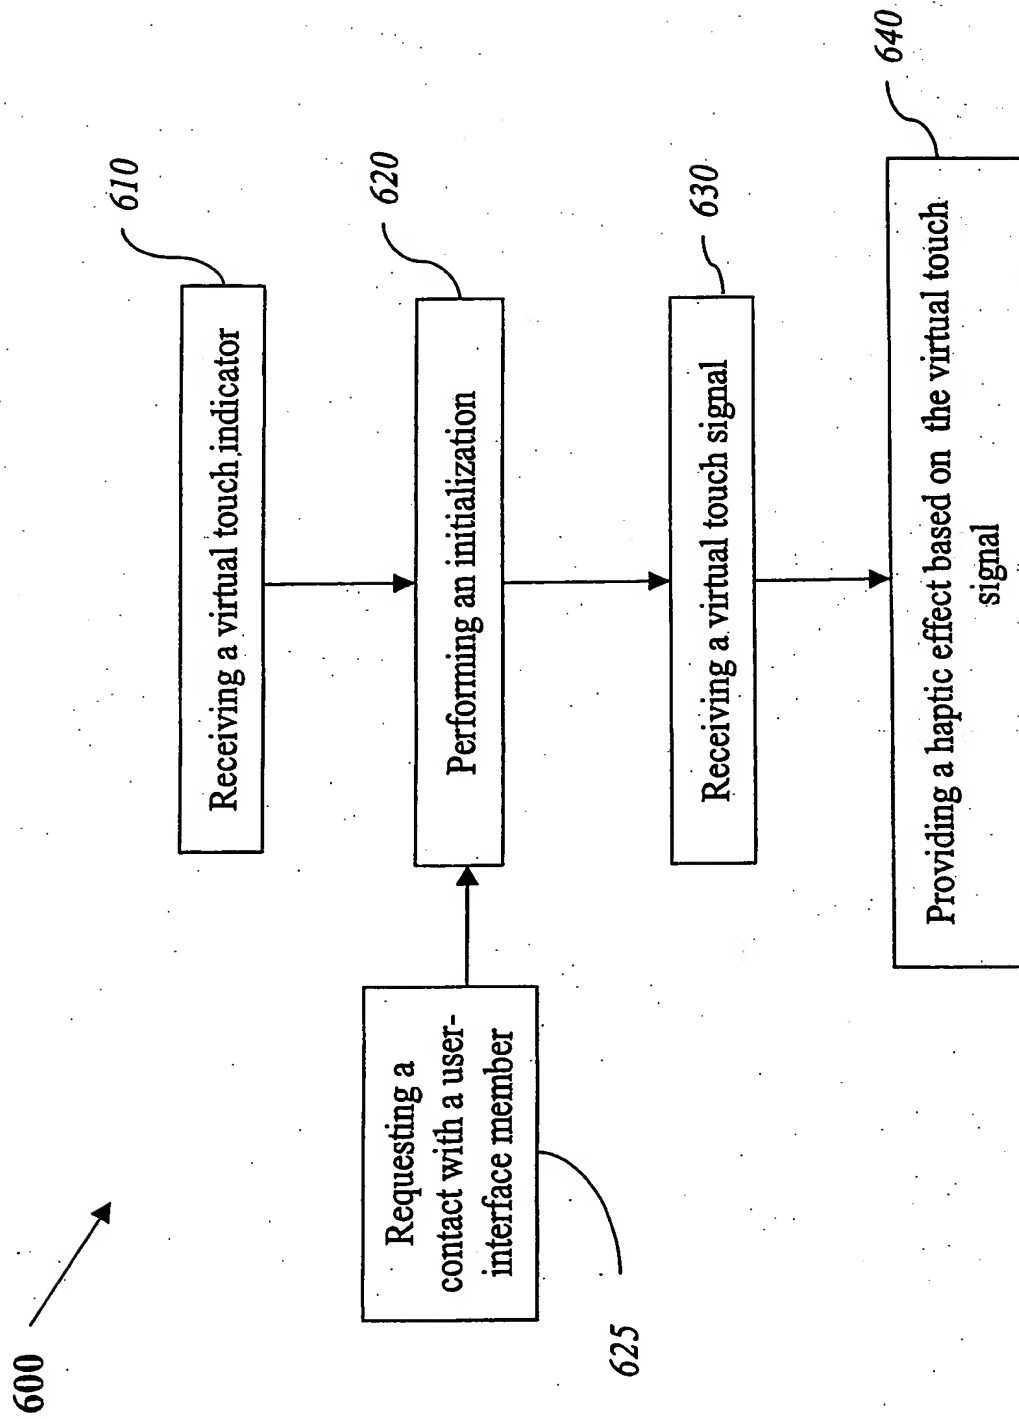 600
610
Receiving a virtual touch indicator
620
Performing an initialization
Requesting a
contact with a user-
interface member
625
630
Receiving a virtual touch signal
640
Providing a haptic effect based on the virtual touch
signal